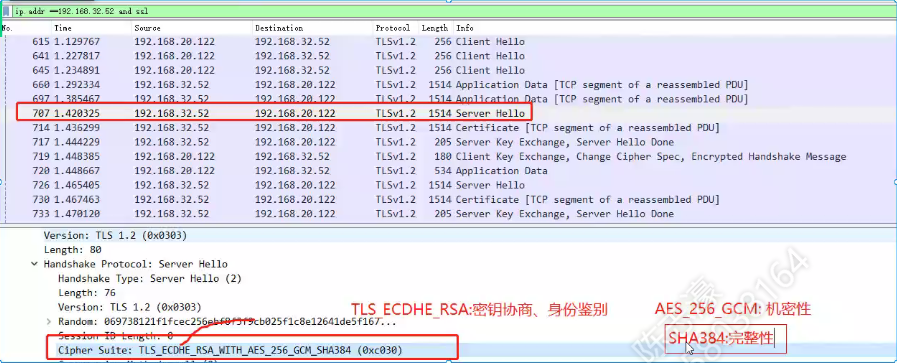 ip.addr ==192.168.32.52 and ssl
No. Time Source Destination Protocol Length Info
615 1.129767 192.168.20.122 192.168.32.52 TLSv1.2 256 Client Hello
641 1.227817 192.168.20.122 192.168.32.52 TLSv1.2 256 Client Hello
645 1.234891 192.168.20.122 192.168.32.52 TLSv1.2 256 Client Hello
660 1.292334 192.168.20.122 192.168.32.52 TLSv1.2 1514 Application Data [TCP segment of a reassembled PDU]
697 1.385467 192.168.20.122 192.168.32.52 TLSv1.2 1514 Application Data [TCP segment of a reassembled PDU]
707 1.420325 192.168.32.52 192.168.20.122 TLSv1.2 1514 Server Hello
714 1.436299 192.168.32.52 192.168.20.122 TLSv1.2 1514 Certificate [TCP segment of a reassembled PDU]
717 1.444229 192.168.32.52 192.168.20.122 TLSv1.2 205 Server Key Exchange, Server Hello Done
719 1.448385 192.168.20.122 192.168.32.52 TLSv1.2 180 Client Key Exchange, Change Cipher Spec, Encrypted Handshake Message
720 1.448667 192.168.20.122 192.168.32.52 TLSv1.2 534 Application Data
726 1.465405 192.168.32.52 192.168.20.122 TLSv1.2 1514 Server Hello
730 1.467463 192.168.32.52 192.168.20.122 TLSv1.2 1514 Certificate [TCP segment of a reassembled PDU]
733 1.470120 192.168.32.52 192.168.20.122 TLSv1.2 205 Server Key Exchange, Server Hello Done
Version: TLS 1.2 (0x0303)
Length: 80
Handshake Protocol: Server Hello
Handshake Type: Server Hello (2)
Length: 76
Version: TLS 1.2 (0x0303)
TLS_ECDHE_RSA:密钥协商、身份鉴别
AES_256_GCM: 机密性
Random: 069738121f1fcec256ebf8f5f9cb025f1c8e12641de5f167...
Session ID Length: 0
SHA384:完整性
Cipher Suite: TLS_ECDHE_RSA_WITH_AES_256_GCM_SHA384 (0xc030)